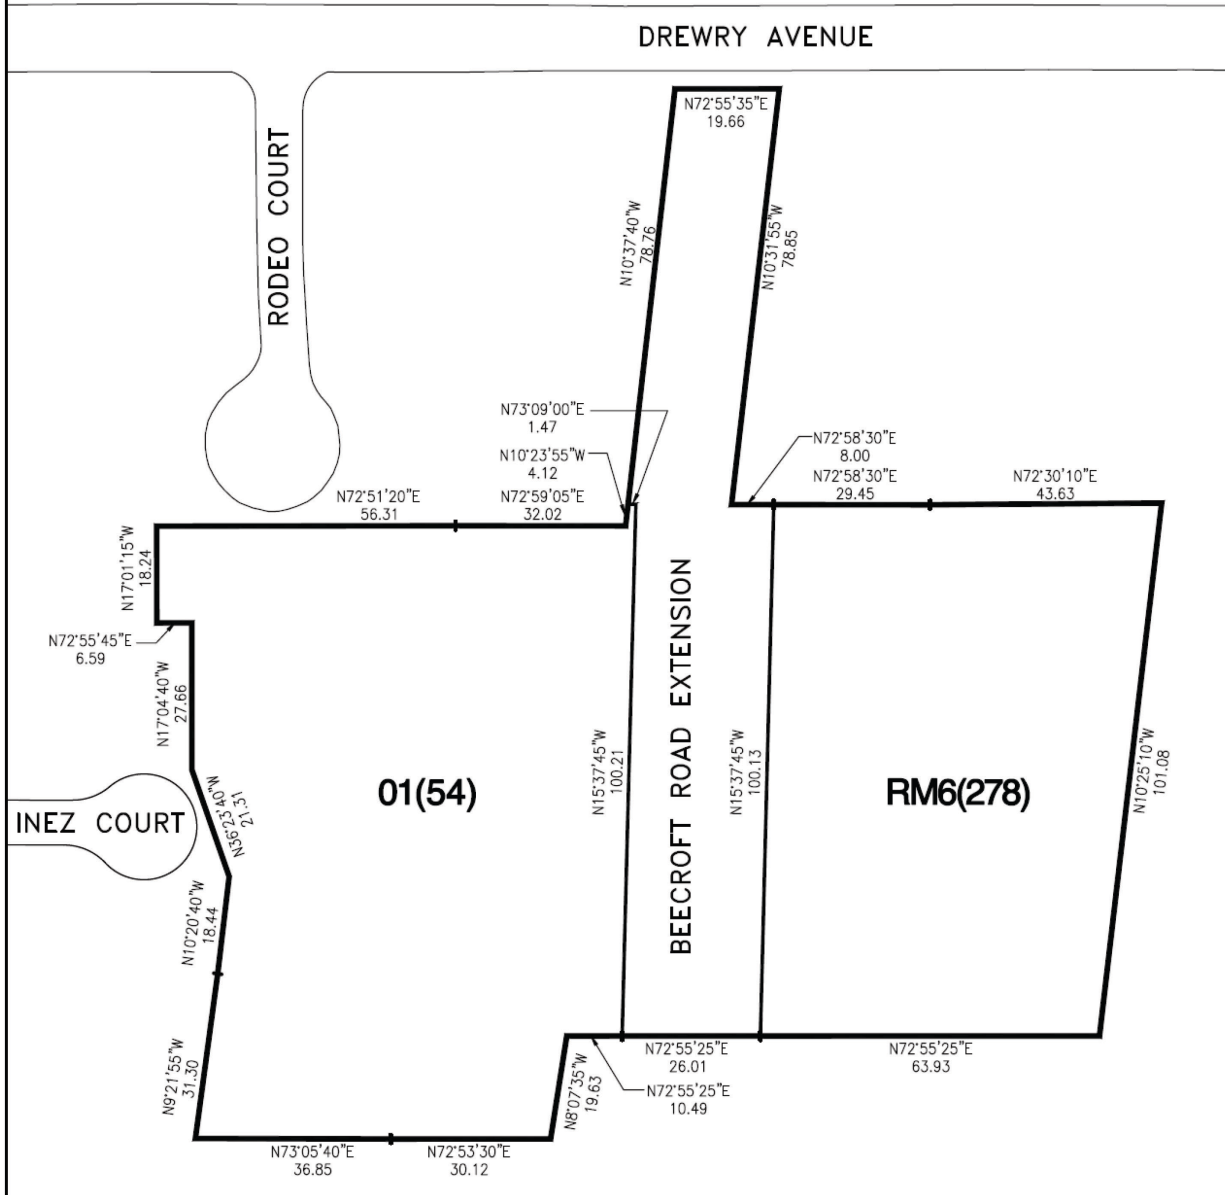 DREWRY AVENUE
N72°55'35"E
19.66
RODEO COURT
N10°37'40"W
78.76
N10°31'55"W
78.85
N73°09'00"E
1.47
N10°23'55"W
4.12
N72°58'30"E
8.00
N72°51'20"E
56.31
N72°59'05"E
32.02
N72°58'30"E
29.45
N72°30'10"E
43.63
N17°01'15"W
18.24
N72°55'45"E
6.59
N17°04'40"W
27.66
N36°23'40"W
21.31
INEZ COURT
01(54)
N15°37'45"W
100.21
BEECROFT ROAD EXTENSION
N15°37'45"W
100.13
RM6(278)
N10°25'10"W
101.08
N10°20'40"W
18.44
N9°21'55"W
31.30
N8°07'35"W
19.63
N72°55'25"E
26.01
N72°55'25"E
63.93
N72°55'25"E
10.49
N73°05'40"E
36.85
N72°53'30"E
30.12